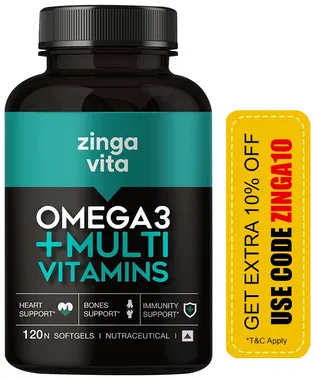 zinga
vita
OMEGA3
+MULTI
VITAMINS
HEART
SUPPORT*
BONES
SUPPORT*
IMMUNITY
SUPPORT*
120N SOFTGELS | NUTRACEUTICAL |
GET EXTRA 10% OFF
USE CODE ZINGA10
*T&C Apply